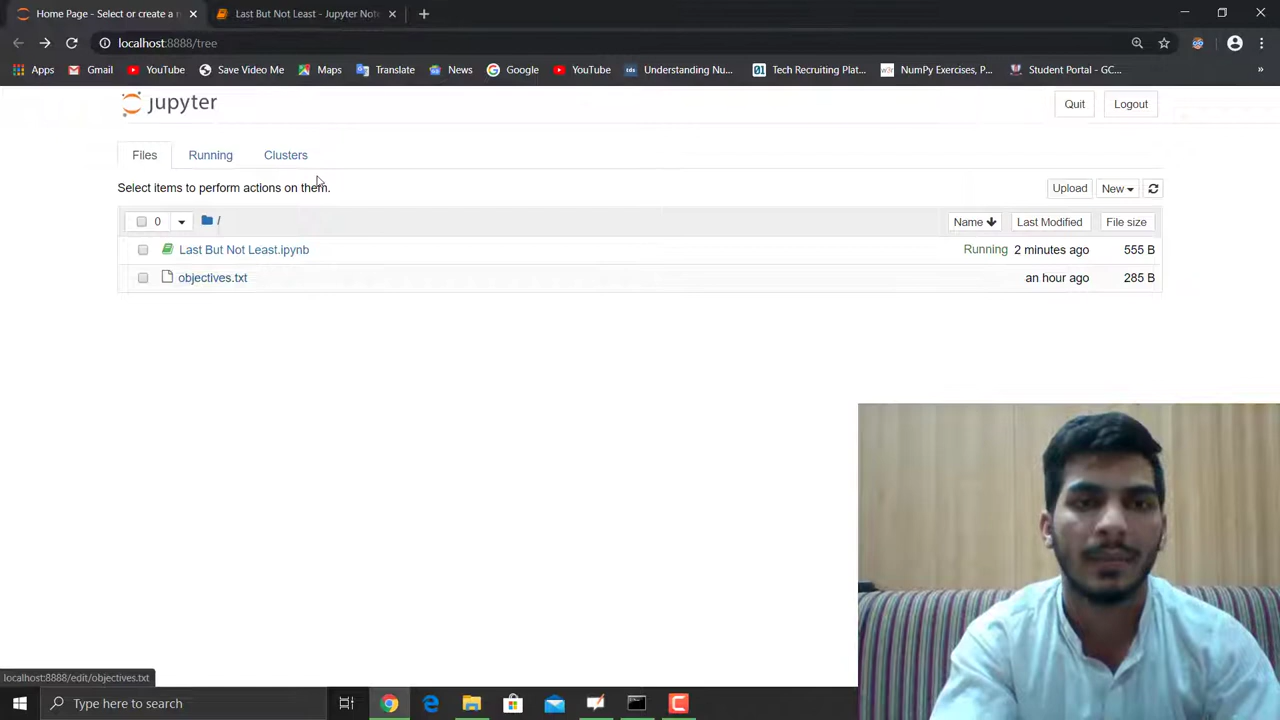 Home Page - Select or create a n
Last But Not Least - Jupyter Note
localhost:8888/tree
Apps
Gmail
YouTube
Save Video Me
Maps
Translate
News
Google
YouTube
tds
Understanding Nu...
01
Tech Recruiting Plat...
w3r
NumPy Exercises, P...
Student Portal - GC...
»
jupyter
Quit
Logout
Files
Running
Clusters
Select items to perform actions on them.
Upload
New
0
/
Name
Last Modified
File size
Last But Not Least.ipynb
Running
2 minutes ago
555 B
objectives.txt
an hour ago
285 B
localhost:8888/edit/objectives.txt
Type here to search